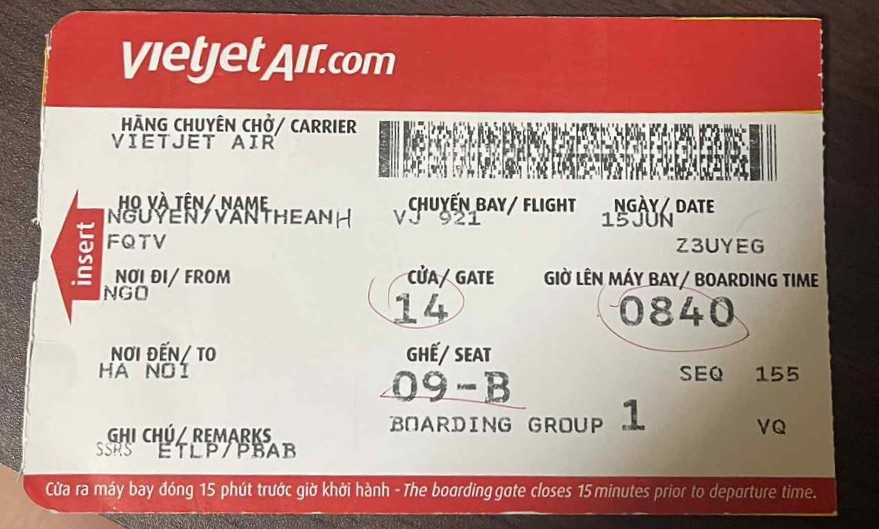 vietjetAir.com
HÃNG CHUYÊN CHỞ/ CARRIER
VIETJET AIR
HỌ VÀ TÊN/ NAME CHUYẾN BAY/ FLIGHT NGÀY/ DATE
NGUYEN/VANTHEANH VJ 921 15JUN
FQTV Z3UYEG
insert
NƠI ĐI/ FROM CỬA/ GATE GIỜ LÊN MÁY BAY/ BOARDING TIME
NGO 14 0840
NƠI ĐẾN/ TO GHẾ/ SEAT
HA NOI 09-B SEQ 155
BOARDING GROUP 1 VQ
GHI CHÚ/ REMARKS
SSRS ETLP/PBAB
Cửa ra máy bay đóng 15 phút trước giờ khởi hành - The boarding gate closes 15 minutes prior to departure time.